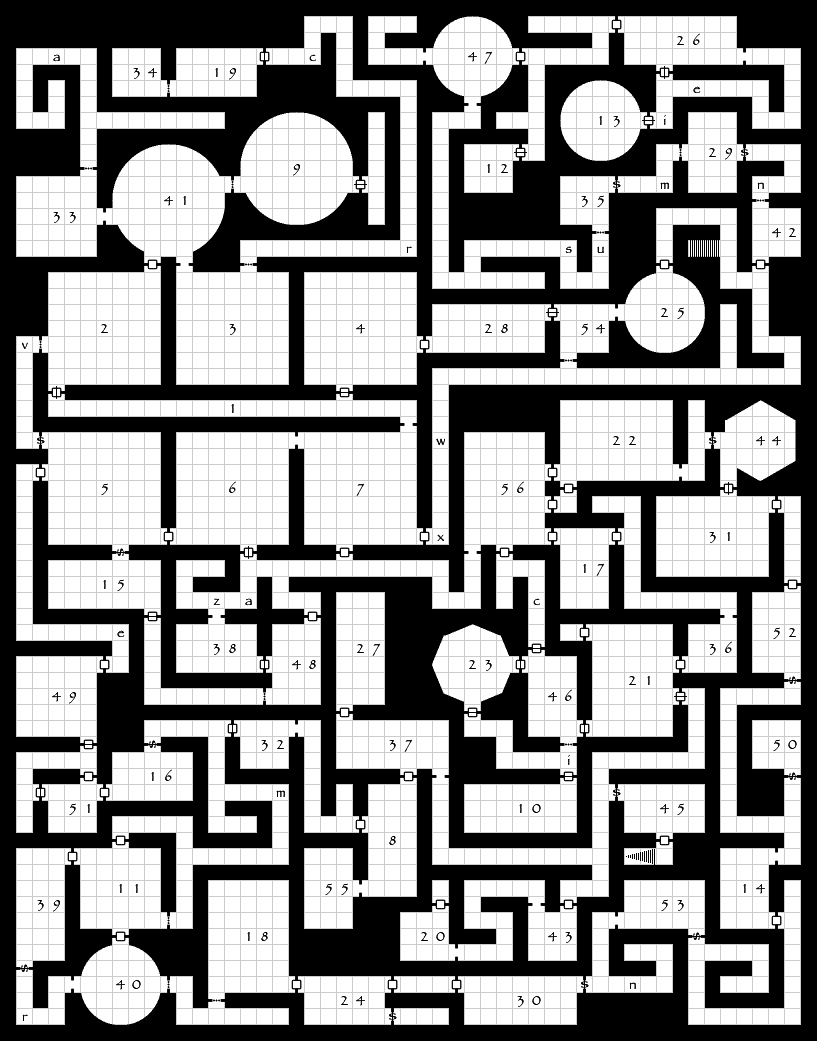 47
26
a
34
19
c
e
13
i
9
12
29
s
s
35
m
n
41
33
42
r
s
u
2
3
4
28
54
25
v
1
s
w
22
s
44
5
6
7
56
x
31
s
15
17
z
a
c
e
38
48
27
23
36
52
49
46
21
s
s
32
37
50
16
i
s
m
51
10
s
45
8
39
11
55
14
18
20
43
53
s
s
40
24
30
s
n
r
s